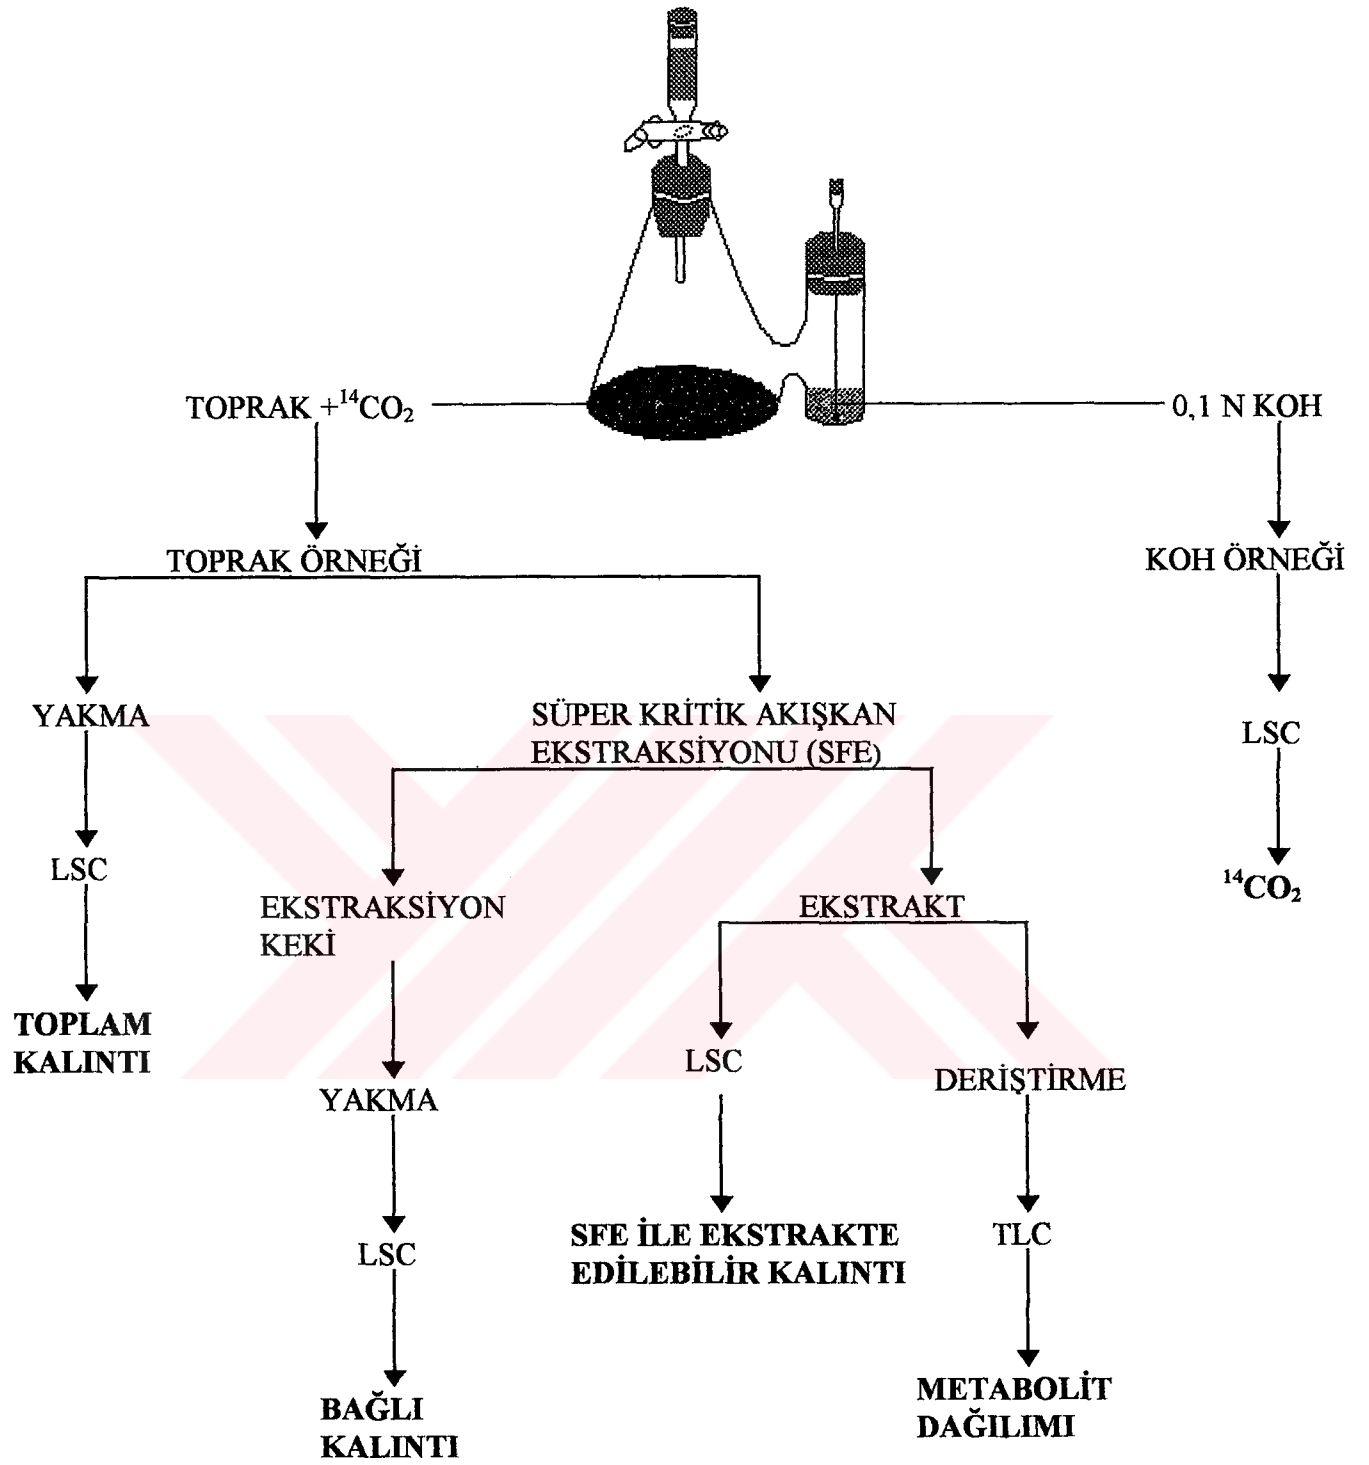 TOPRAK +¹⁴CO₂
0,1 N KOH
TOPRAK ÖRNEĞİ
KOH ÖRNEĞİ
YAKMA
SÜPER KRİTİK AKIŞKAN
EKSTRAKSİYONU (SFE)
LSC
LSC
¹⁴CO₂
EKSTRAKSİYON
KEKİ
EKSTRAKT
TOPLAM
KALINTI
LSC
DERİŞTİRME
YAKMA
SFE İLE EKSTRAKTE
EDİLEBİLİR KALINTI
TLC
LSC
METABOLİT
DAĞILIMI
BAĞLI
KALINTI